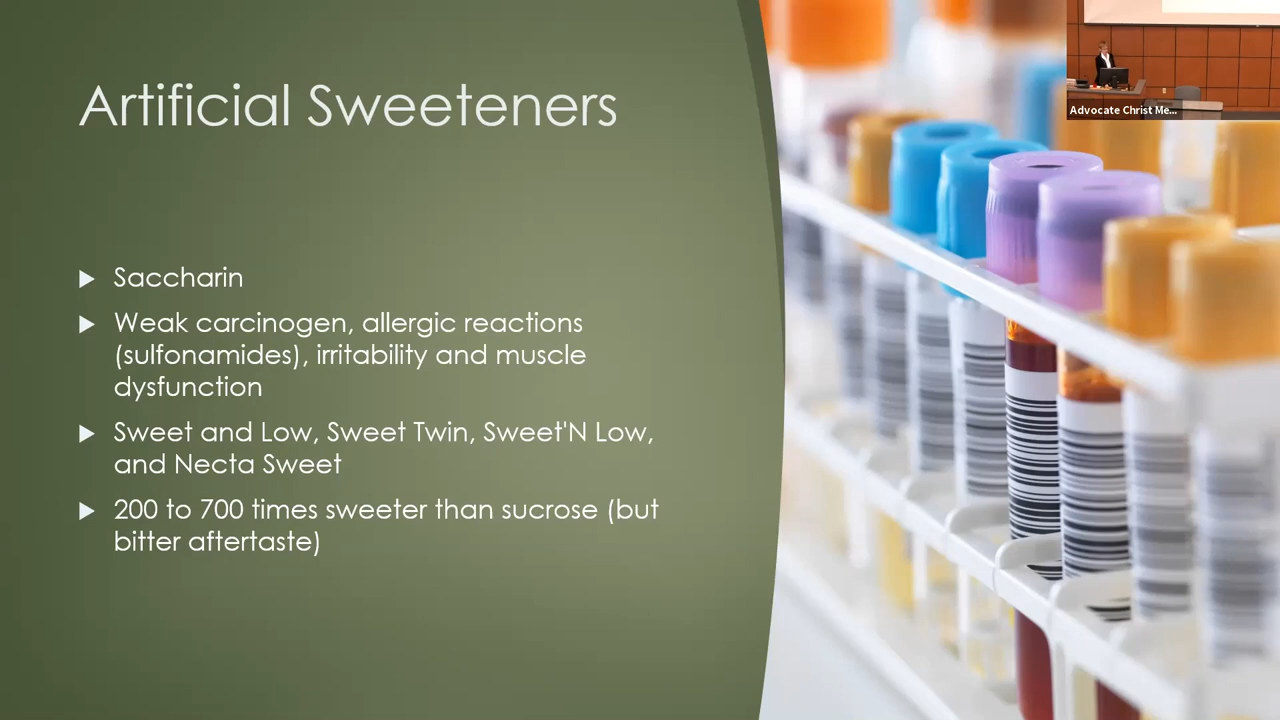 Artificial Sweeteners
Saccharin
Weak carcinogen, allergic reactions
(sulfonamides), irritability and muscle
dysfunction
Sweet and Low, Sweet Twin, Sweet'N Low,
and Necta Sweet
200 to 700 times sweeter than sucrose (but
bitter aftertaste)
Advocate Christ Me...